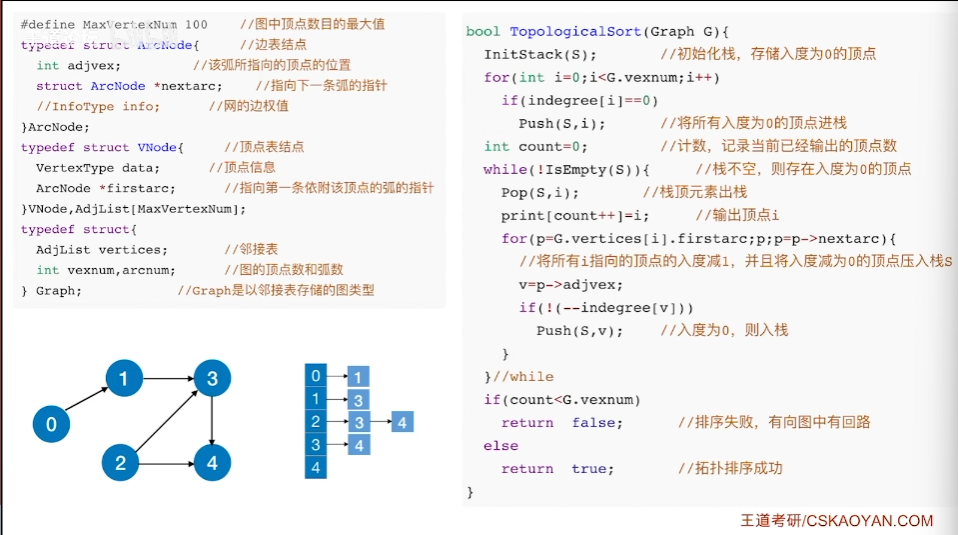 #define MaxVertexNum 100 //图中顶点数目的最大值
typedef struct ArcNode{ //边表结点
int adjvex; //该弧所指向的顶点的位置
struct ArcNode *nextarc; //指向下一条弧的指针
//InfoType info; //网的边权值
}ArcNode;
typedef struct VNode{ //顶点表结点
VertexType data; //顶点信息
ArcNode *firstarc; //指向第一条依附该顶点的弧的指针
}VNode,AdjList[MaxVertexNum];
typedef struct{
AdjList vertices; //邻接表
int vexnum,arcnum; //图的顶点数和弧数
} Graph; //Graph是以邻接表存储的图类型
bool TopologicalSort(Graph G){
InitStack(S); //初始化栈，存储入度为0的顶点
for(int i=0;i<G.vexnum;i++)
if(indegree[i]==0)
Push(S,i); //将所有入度为0的顶点进栈
int count=0; //计数，记录当前已经输出的顶点数
while(!IsEmpty(S)){ //栈不空，则存在入度为0的顶点
Pop(S,i); //栈顶元素出栈
print[count++]=i; //输出顶点i
for(p=G.vertices[i].firstarc;p;p=p->nextarc){
//将所有i指向的顶点的入度减1，并且将入度减为0的顶点压入栈S
v=p->adjvex;
if(!(--indegree[v]))
Push(S,v); //入度为0，则入栈
}
}//while
if(count<G.vexnum)
return false; //排序失败，有向图中有回路
else
return true; //拓扑排序成功
}
1 3
0
2 4
0 1
1 3
2 3 4
3 4
4
王道考研/CSKAOYAN.COM